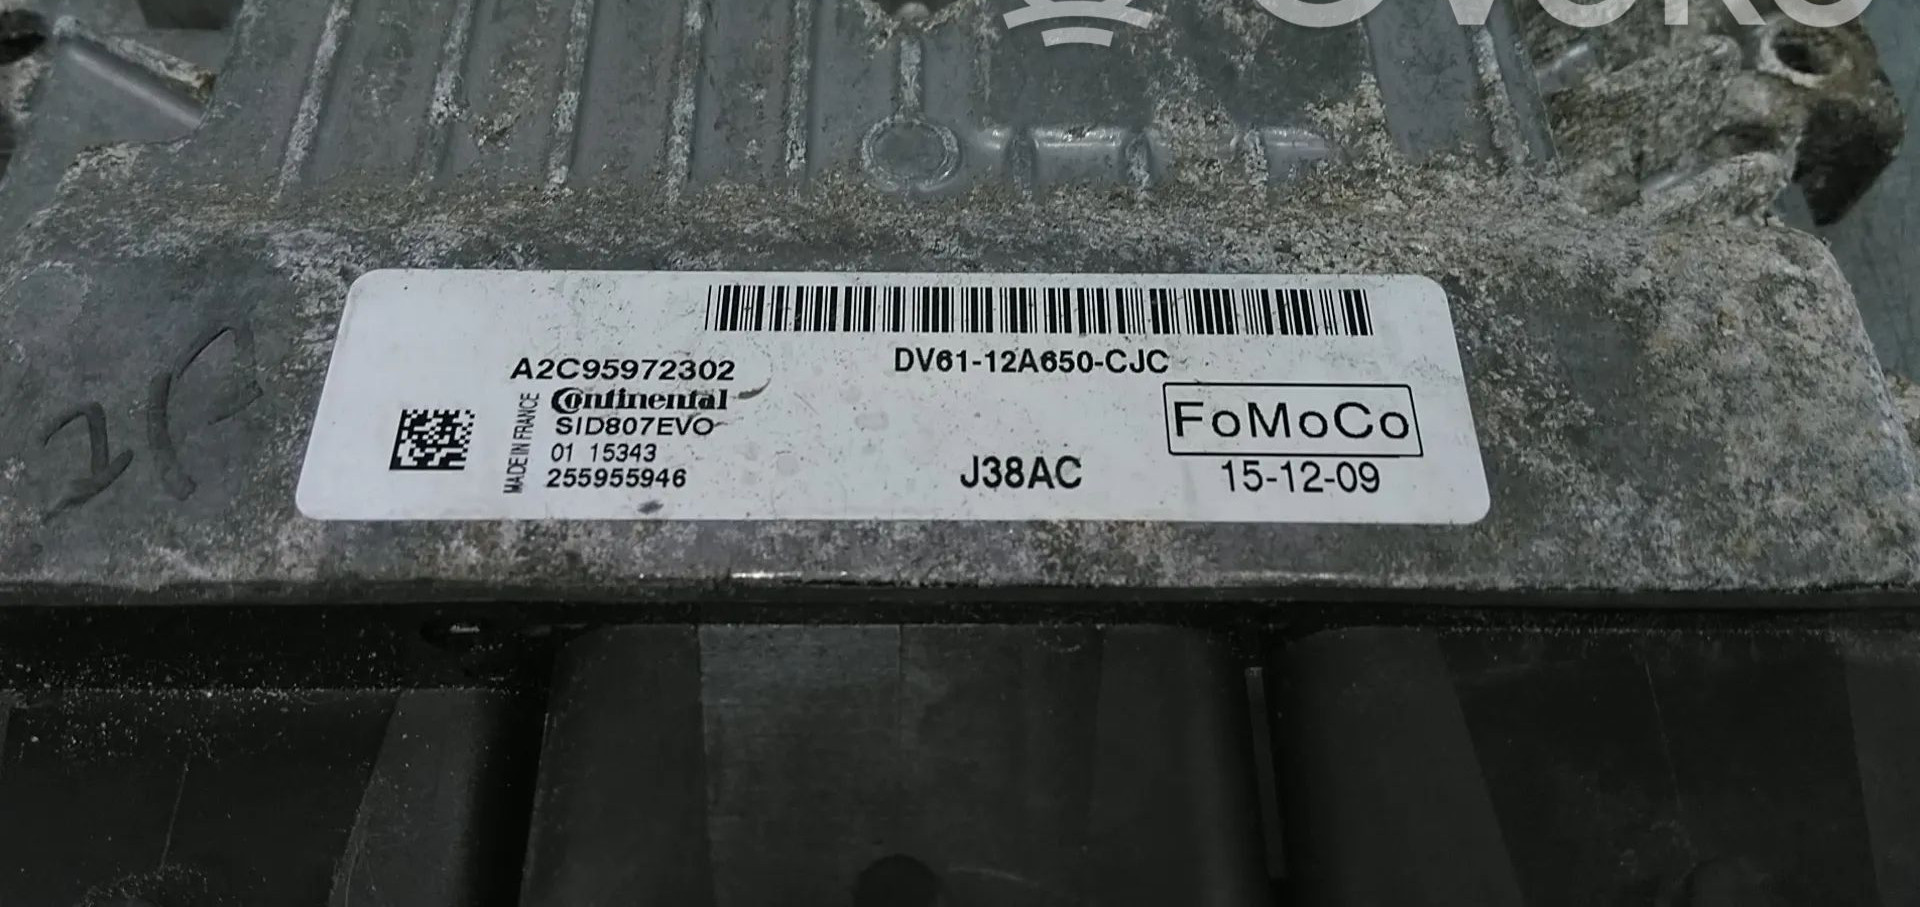 DV61-12A650-CJC
A2C95972302
Continental
SID807EVO
01 15343
255955946
MADE IN FRANCE
J38AC
FoMoCo
15-12-09